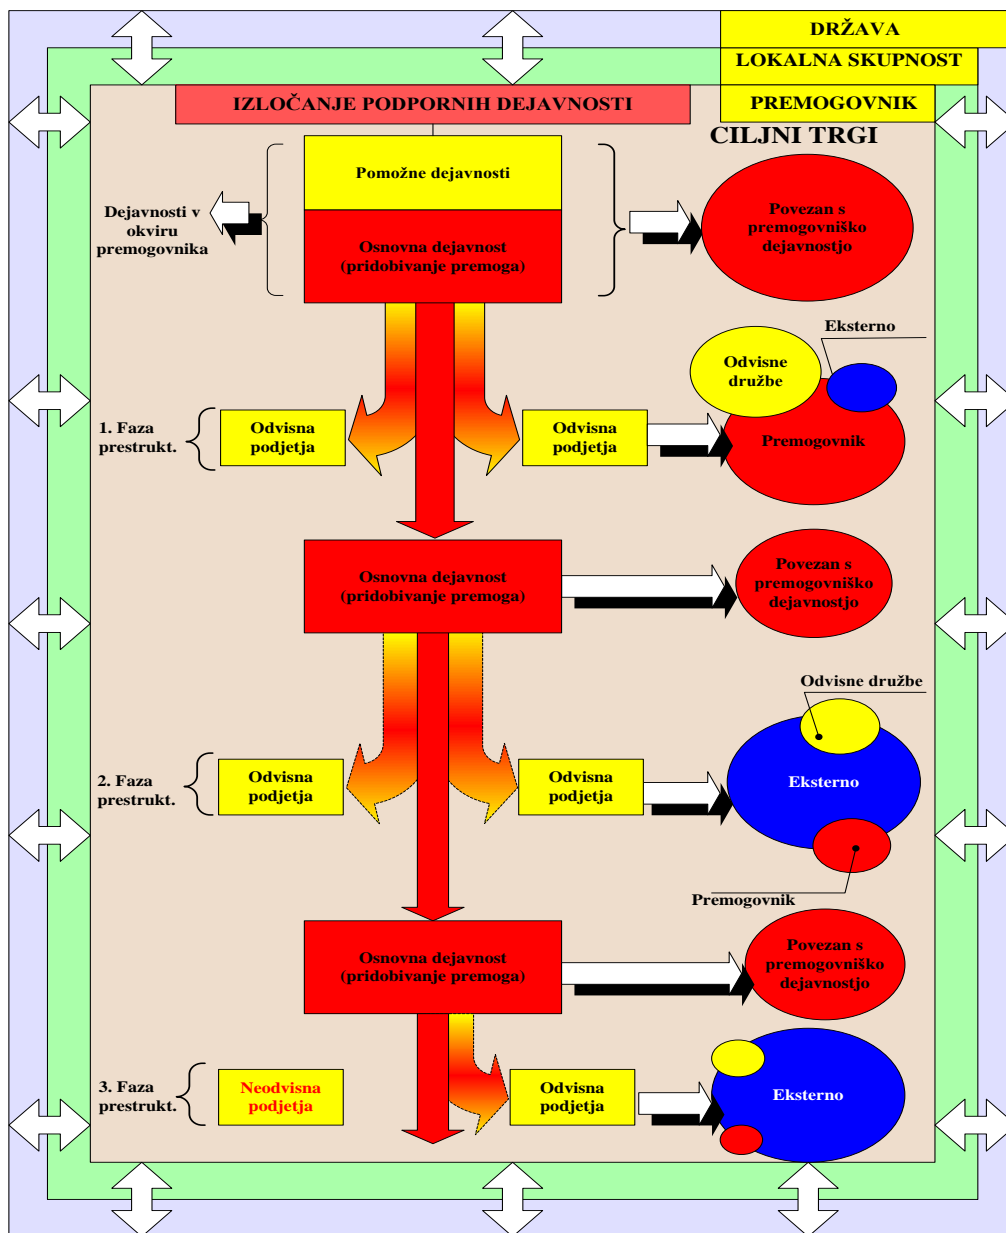 DRŽAVA
LOKALNA SKUPNOST
PREMOGOVNIK
IZLOČANJE PODPORNIH DEJAVNOSTI
CILJNI TRGI
Pomožne dejavnosti
Dejavnosti v
okviru
premogovnika
Osnovna dejavnost
(pridobivanje premoga)
Povezan s
premogovniško
dejavnostjo
Eksterno
Odvisne
družbe
Premogovnik
1. Faza
prestrukt.
Odvisna
podjetja
Odvisna
podjetja
Osnovna dejavnost
(pridobivanje premoga)
Povezan s
premogovniško
dejavnostjo
Odvisne družbe
2. Faza
prestrukt.
Odvisna
podjetja
Odvisna
podjetja
Eksterno
Premogovnik
Osnovna dejavnost
(pridobivanje premoga)
Povezan s
premogovniško
dejavnostjo
3. Faza
prestrukt.
Neodvisna
podjetja
Odvisna
podjetja
Eksterno